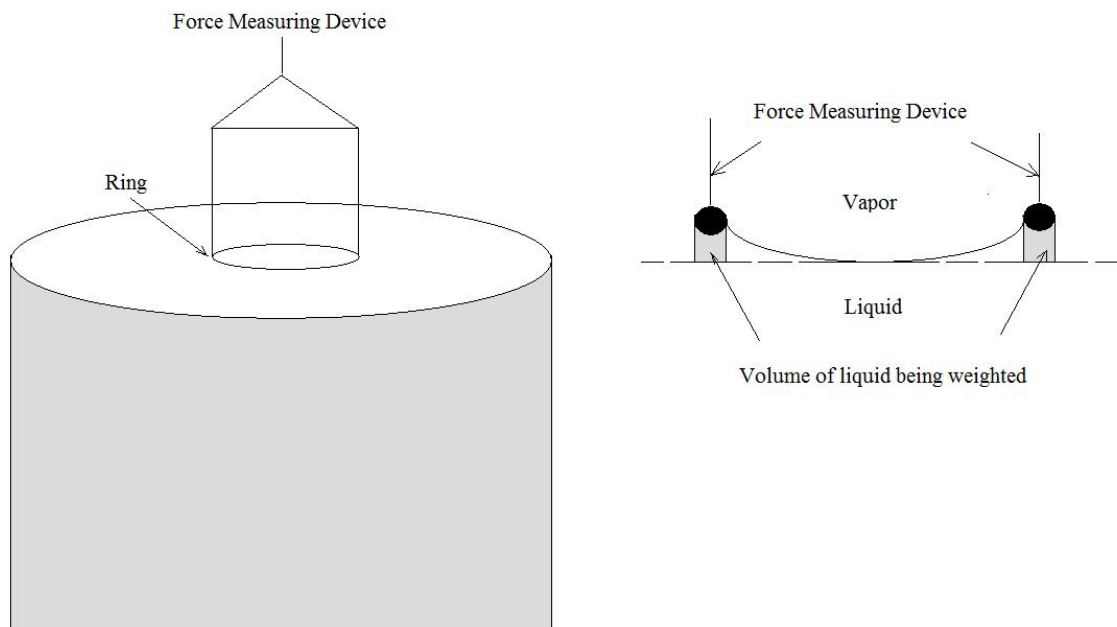 Force Measuring Device
Ring
Force Measuring Device
Vapor
Liquid
Volume of liquid being weighted